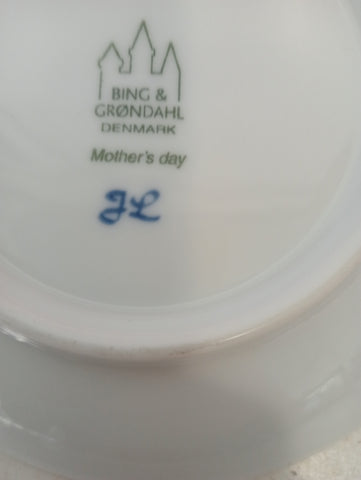 BING &
GRØNDAHL
DENMARK
Mother's day
JL